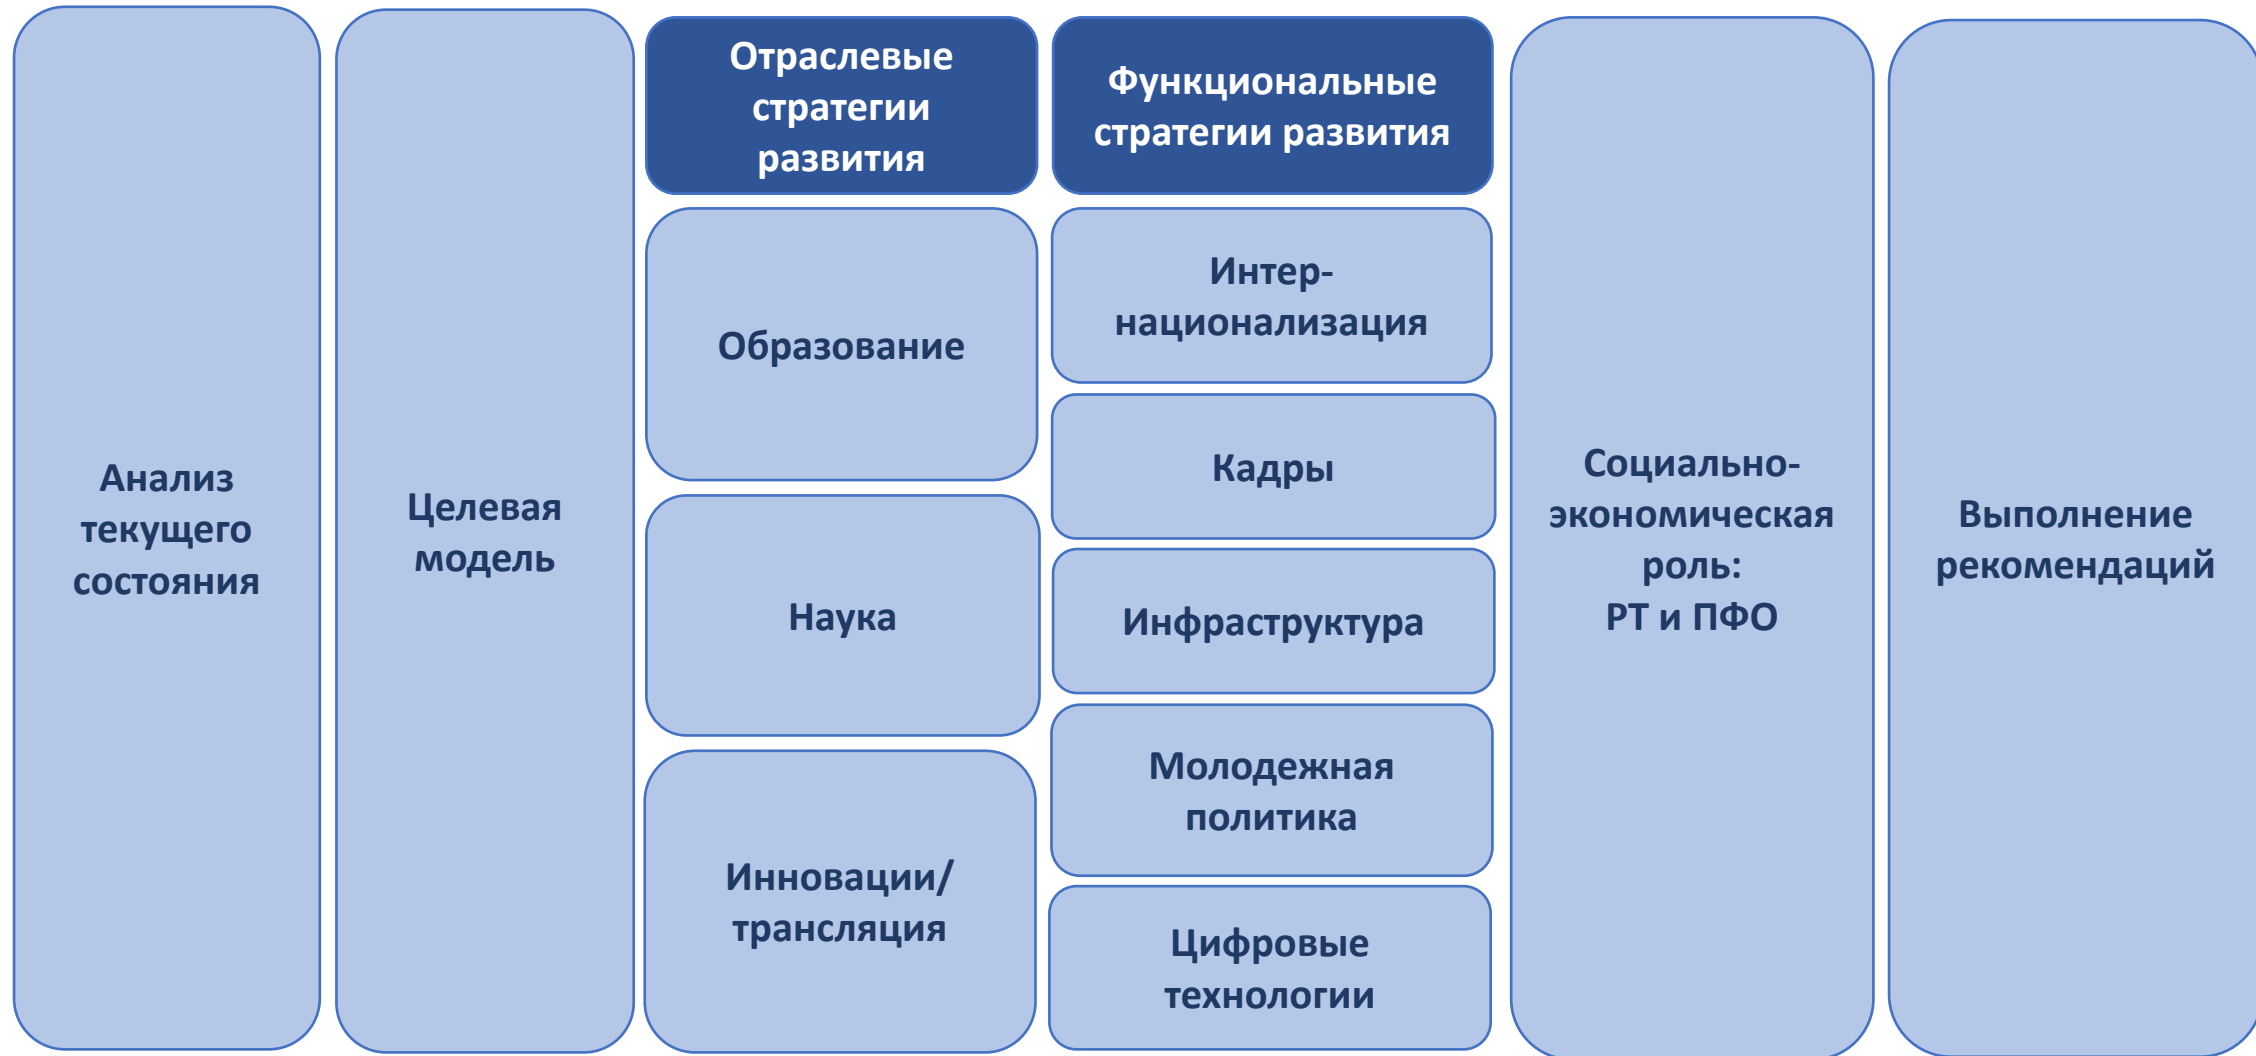 Анализ
текущего
состояния
Целевая
модель
Отраслевые
стратегии
развития
Образование
Наука
Инновации/
трансляция
Функциональные
стратегии развития
Интер-
национализация
Кадры
Инфраструктура
Молодежная
политика
Цифровые
технологии
Социально-
экономическая
роль:
РТ и ПФО
Выполнение
рекомендаций